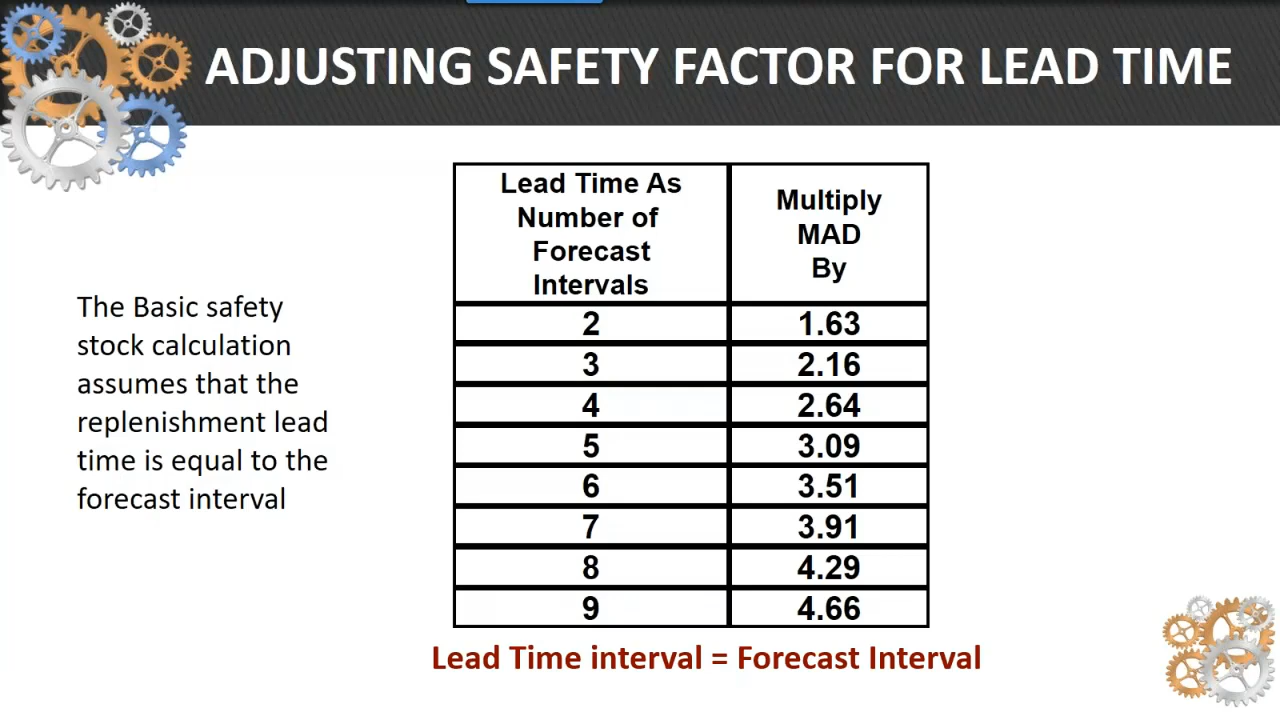 ADJUSTING SAFETY FACTOR FOR LEAD TIME
The Basic safety
stock calculation
assumes that the
replenishment lead
time is equal to the
forecast interval
Lead Time As
Number of
Forecast
Intervals
Multiply
MAD
By
2 1.63
3 2.16
4 2.64
5 3.09
6 3.51
7 3.91
8 4.29
9 4.66
Lead Time interval = Forecast Interval